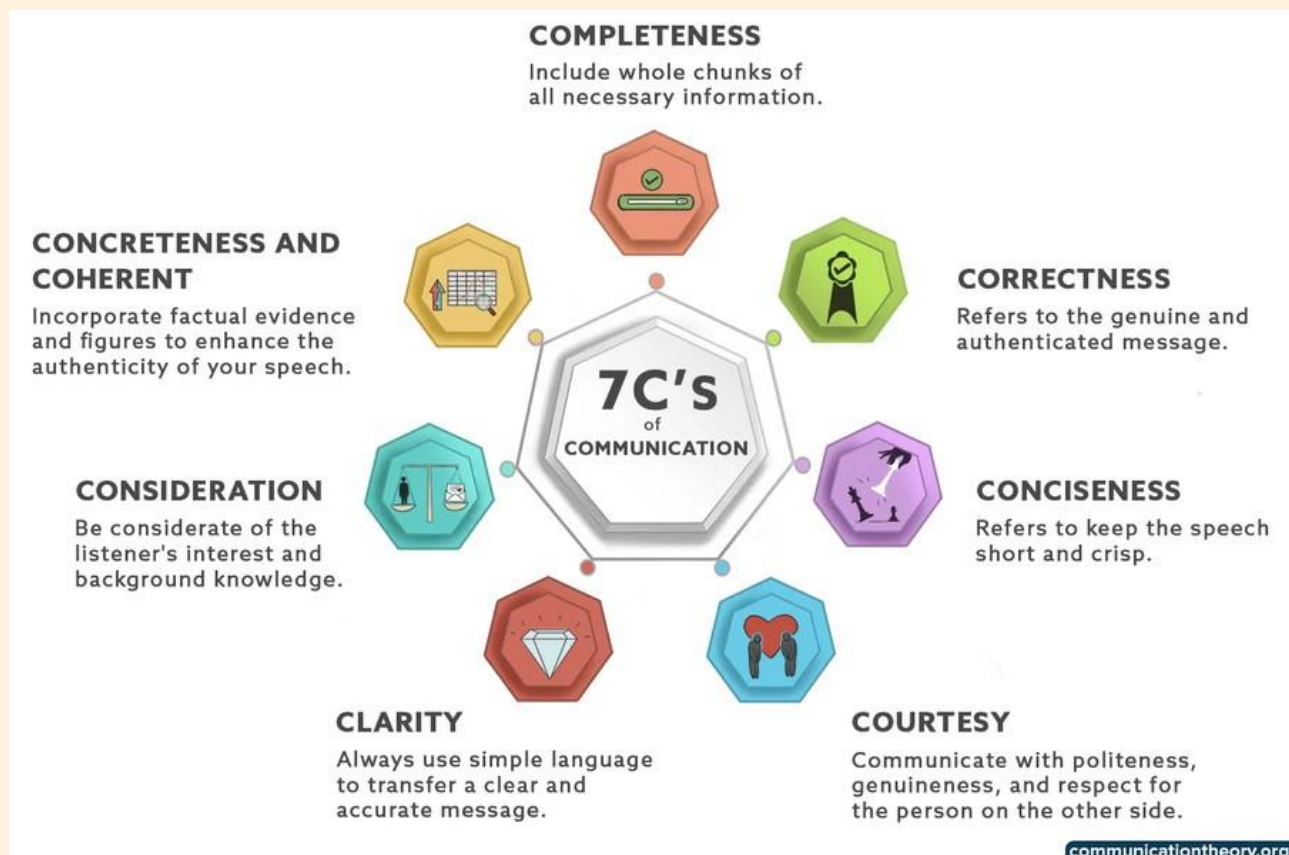 COMPLETENESS
Include whole chunks of
all necessary information.
CONCRETENESS AND
COHERENT
Incorporate factual evidence
and figures to enhance the
authenticity of your speech.
CORRECTNESS
Refers to the genuine and
authenticated message.
7C's
of
COMMUNICATION
CONSIDERATION
Be considerate of the
listener's interest and
background knowledge.
CONCISENESS
Refers to keep the speech
short and crisp.
CLARITY
Always use simple language
to transfer a clear and
accurate message.
COURTESY
Communicate with politeness,
genuineness, and respect for
the person on the other side.
communicationtheory.org